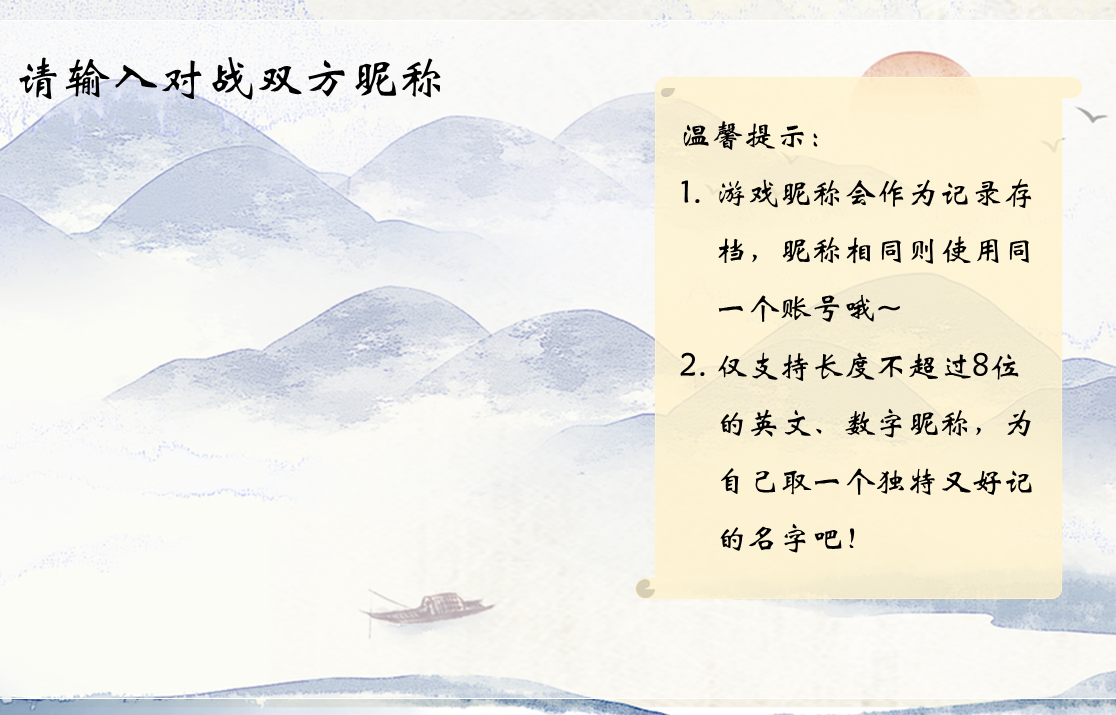 请输入对战双方昵称
温馨提示：
1. 游戏昵称会作为记录存
档，昵称相同则使用同
一个账号哦~
2. 仅支持长度不超过8位
的英文、数字昵称，为
自己取一个独特又好记
的名字吧！